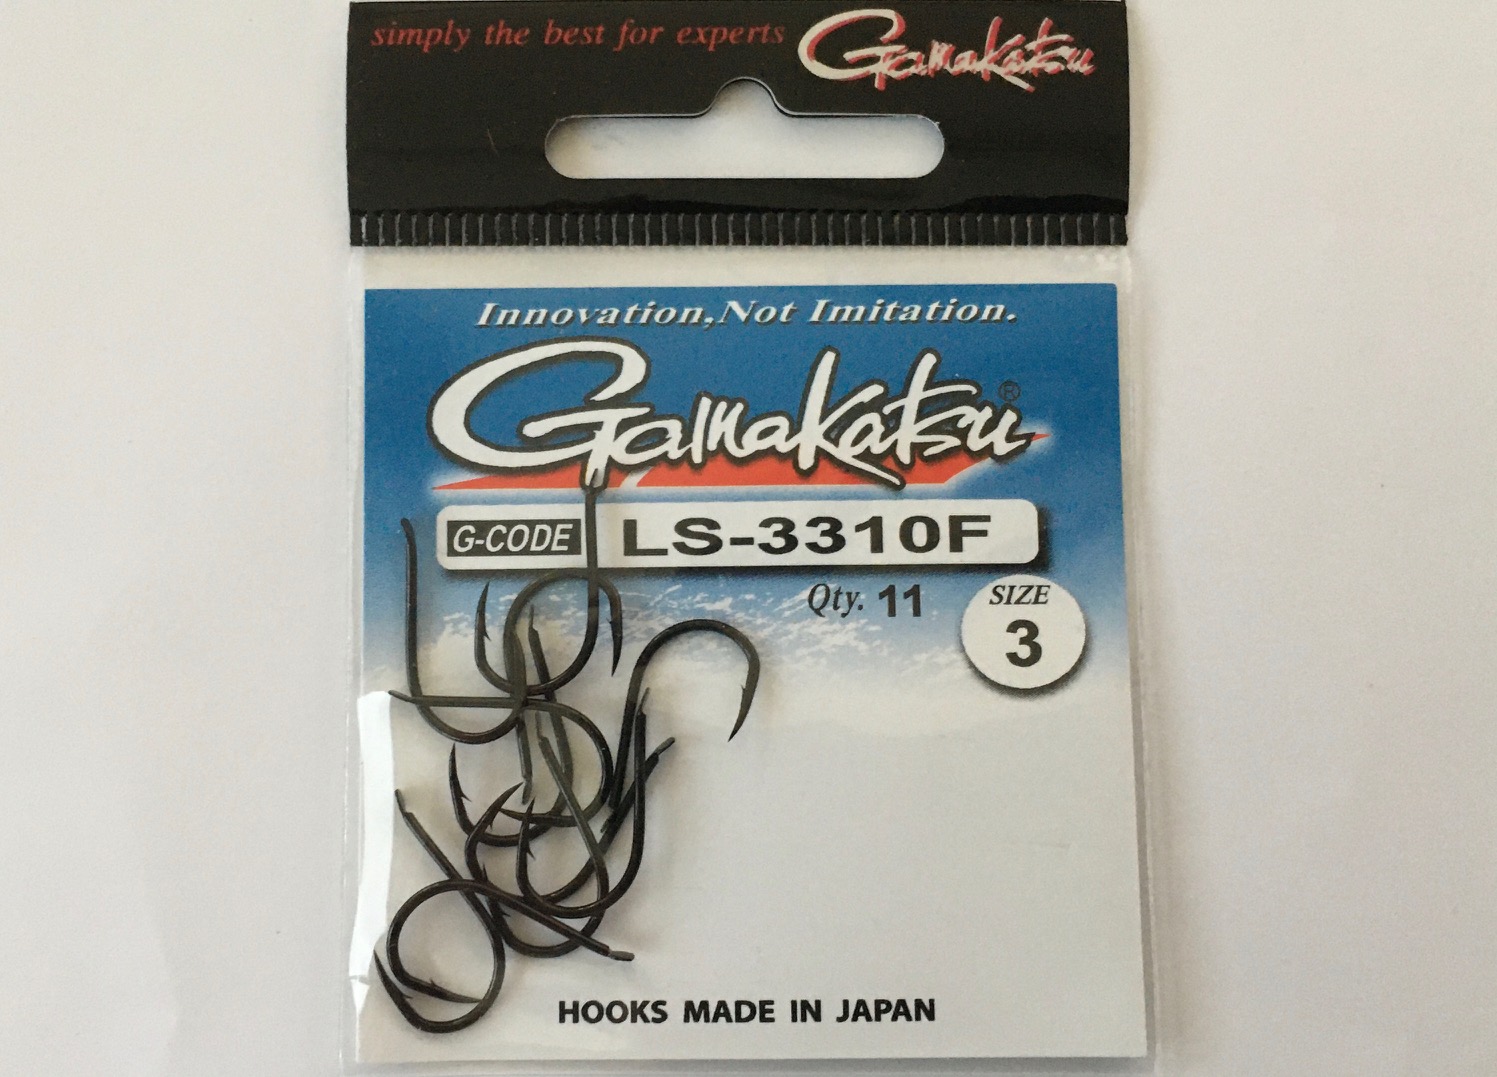 simply the best for experts Gamakatsu
Innovation,Not Imitation.
Gamakatsu®
G-CODE LS-3310F
Qty. 11
SIZE
3
HOOKS MADE IN JAPAN